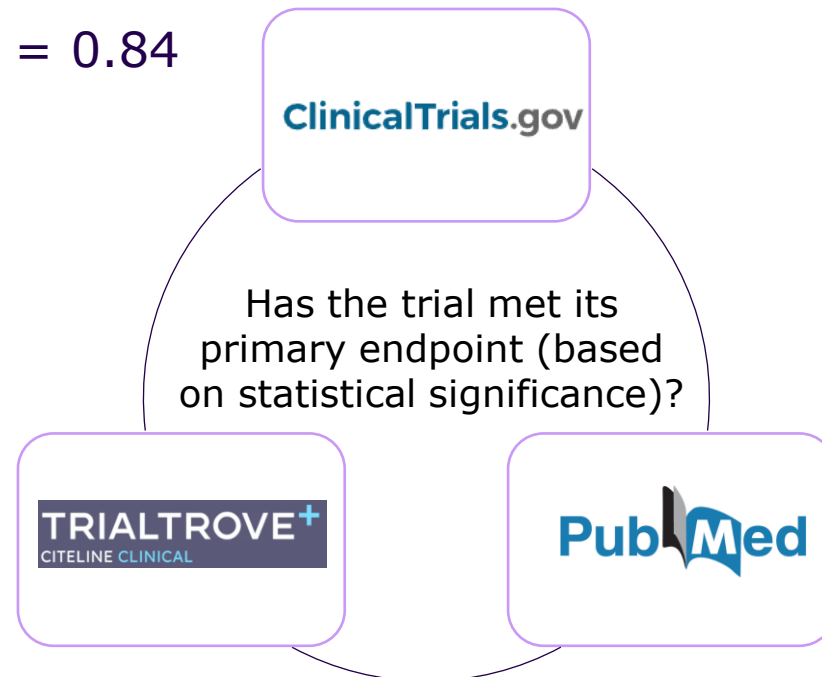 = 0.84
ClinicalTrials.gov
Has the trial met its
primary endpoint (based
on statistical significance)?
TRIALTROVE+
CITELINE CLINICAL
PubMed